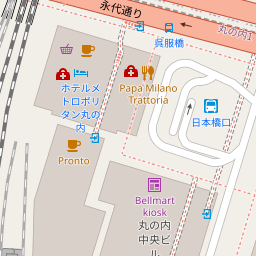 永代通り
呉服橋
丸の内1
ホテルメ
トロポリ
タン丸の
内
Papa Milano
Trattoria
日本橋口
Pronto
Bellmart
kiosk
丸の内
中央ビ
ル